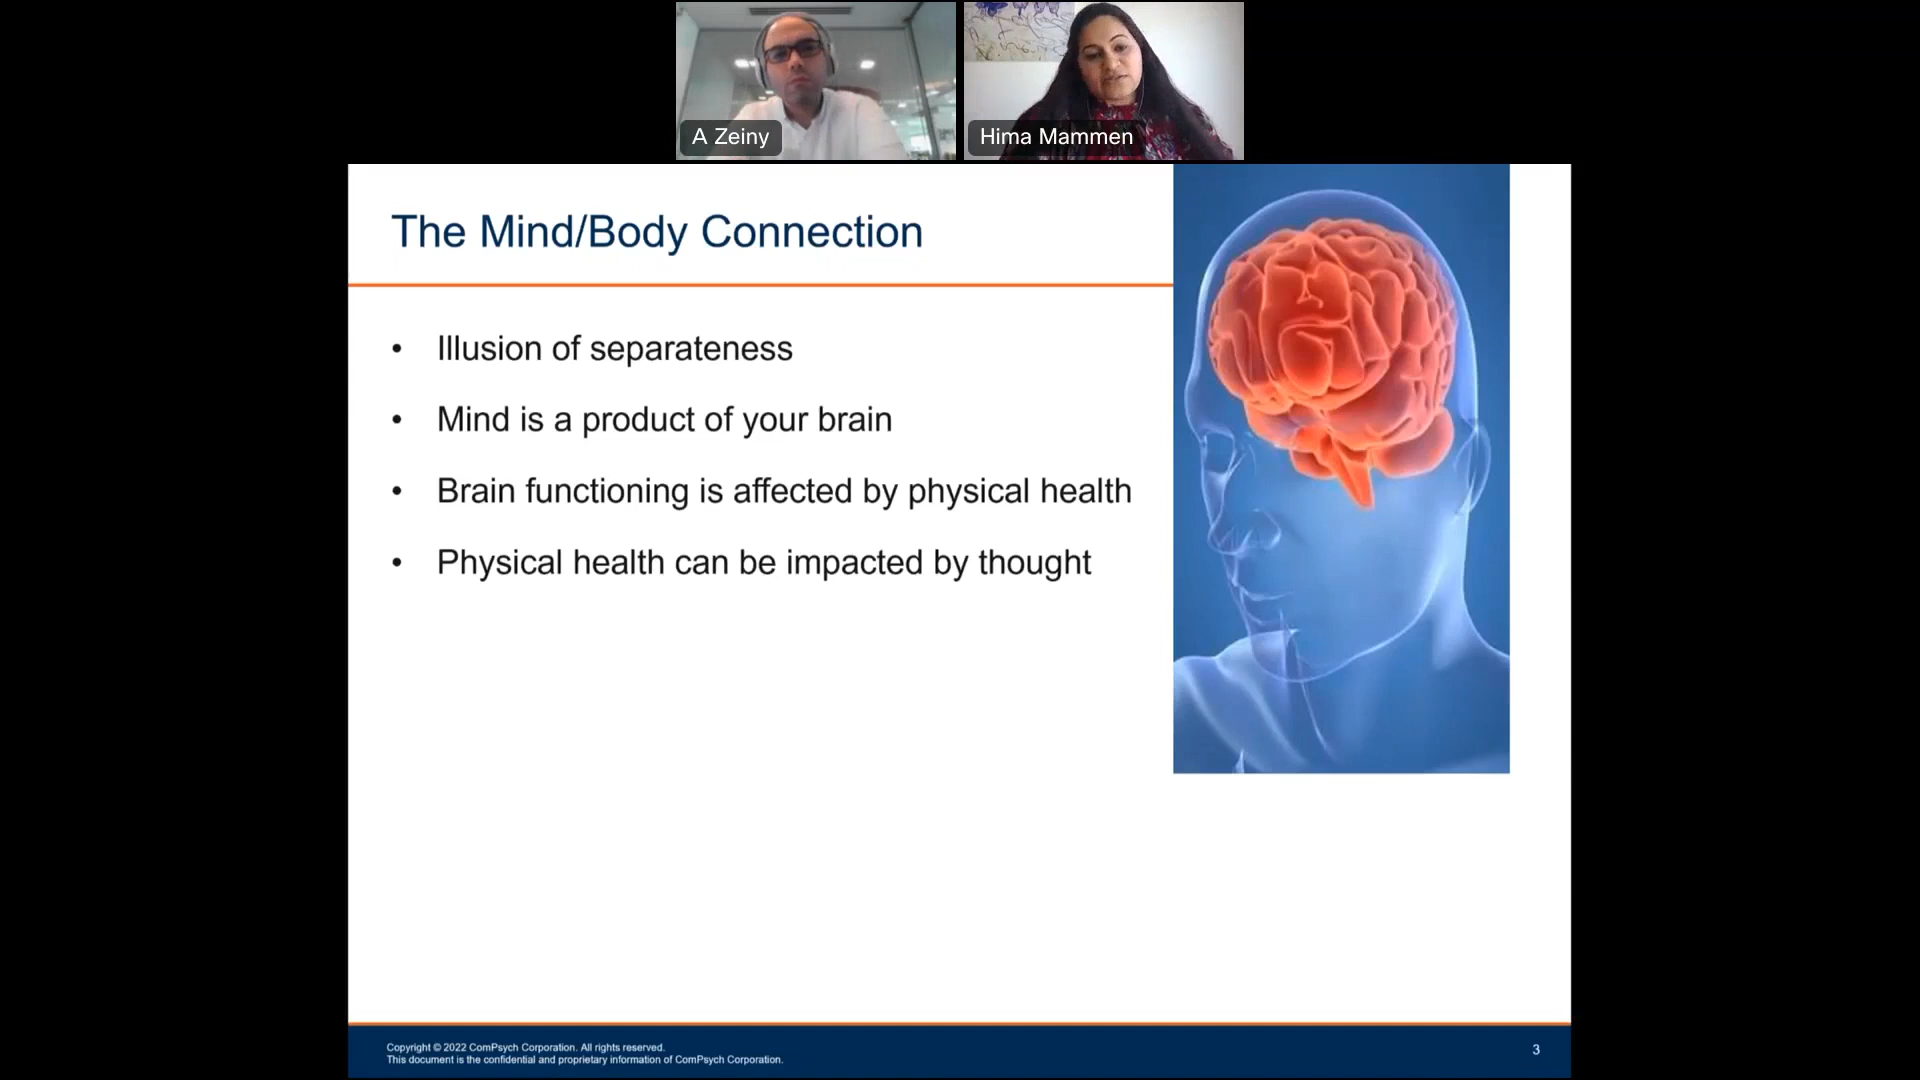 A Zeiny
Hima Mammen
The Mind/Body Connection
• Illusion of separateness
• Mind is a product of your brain
• Brain functioning is affected by physical health
• Physical health can be impacted by thought
Copyright © 2022 ComPsych Corporation. All rights reserved.
This document is the confidential and proprietary information of ComPsych Corporation.
3